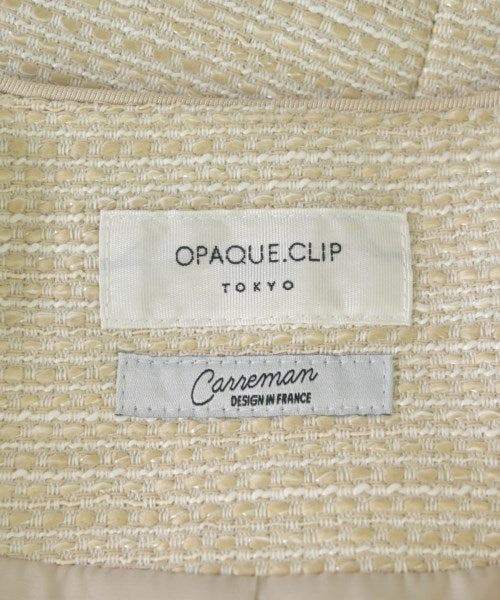 OPAQUE.CLIP
TOKYO
Carreman
DESIGN IN FRANCE